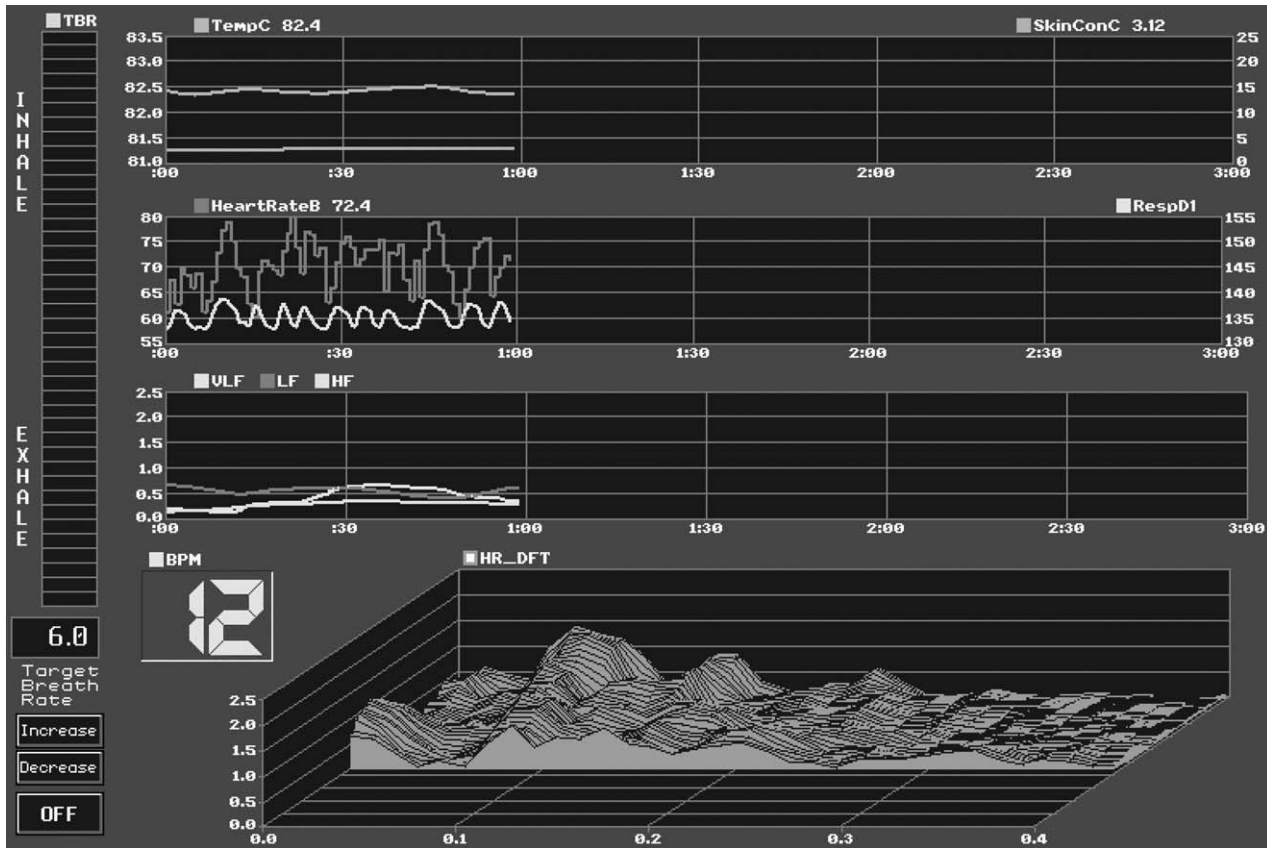 TBR
INHALE
EXHALE
6.0
Target
Breath
Rate
Increase
Decrease
OFF
TempC 82.4 SkinConC 3.12
83.5 25
83.0 20
82.5 15
82.0 10
81.5 5
81.0 0
:00 :30 1:00 1:30 2:00 2:30 3:00
HeartRateB 72.4 RespD1
80 155
75 150
70 145
65 140
60 135
55 130
:00 :30 1:00 1:30 2:00 2:30 3:00
VLF LF HF
2.5
2.0
1.5
1.0
0.5
0.0
:00 :30 1:00 1:30 2:00 2:30 3:00
BPM
12
HR_DFT
2.5
2.0
1.5
1.0
0.5
0.0
0.0 0.1 0.2 0.3 0.4